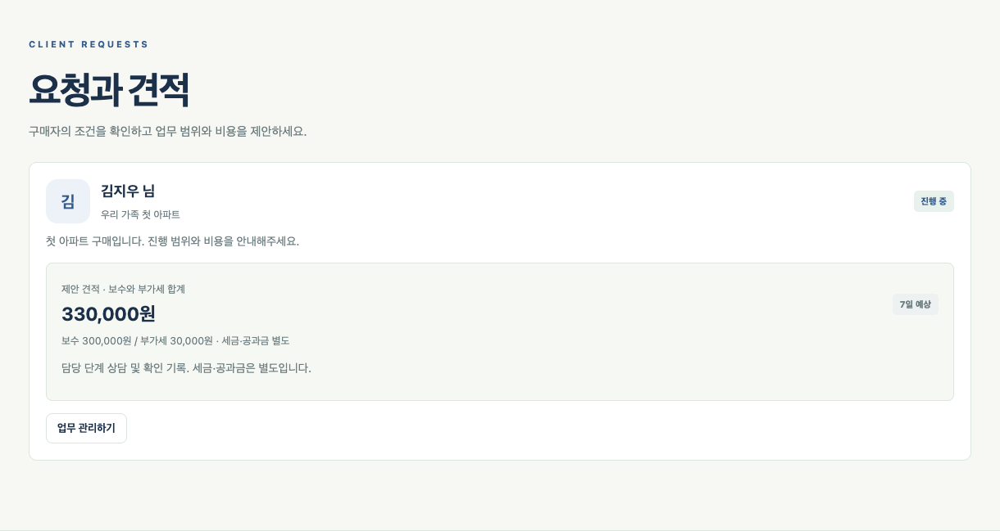 CLIENT REQUESTS
요청과 견적
구매자의 조건을 확인하고 업무 범위와 비용을 제안하세요.
김
김지우 님
우리 가족 첫 아파트
진행 중
첫 아파트 구매입니다. 진행 범위와 비용을 안내해주세요.
제안 견적 · 보수와 부가세 합계
330,000원
7일 예상
보수 300,000원 / 부가세 30,000원 · 세금·공과금 별도
담당 단계 상담 및 확인 기록. 세금·공과금은 별도입니다.
업무 관리하기